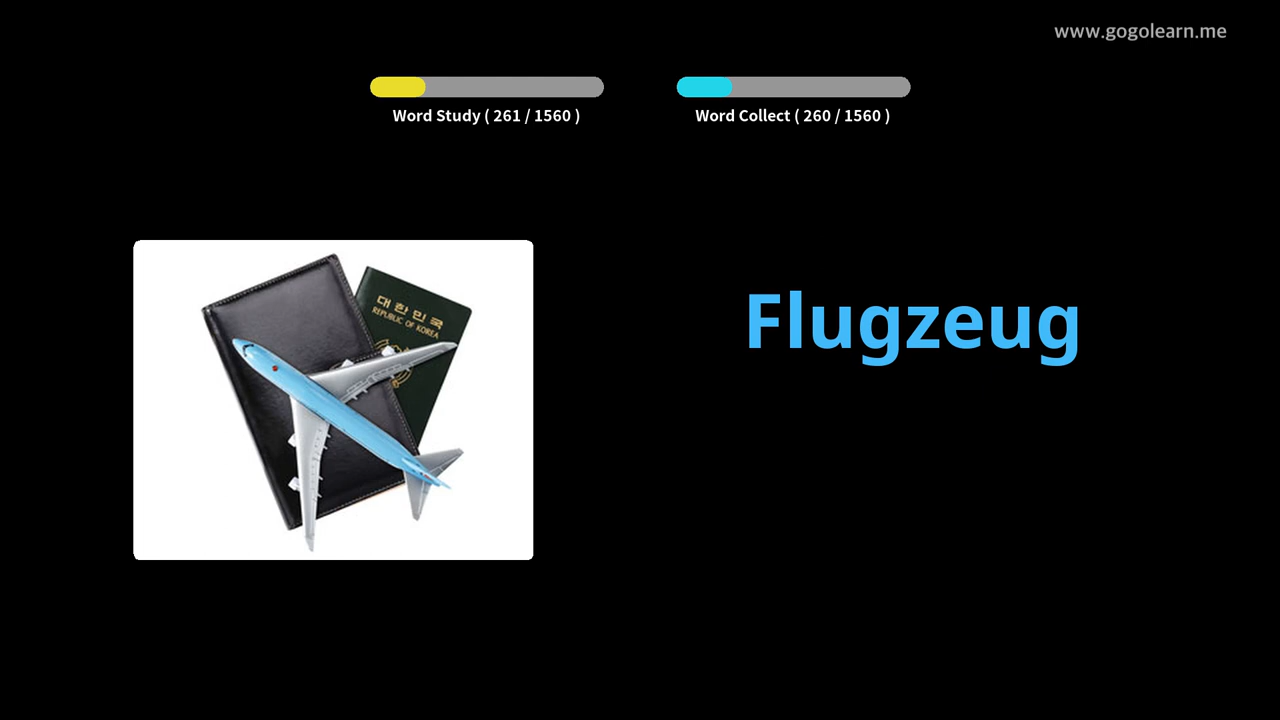 www.gogolearn.me
Word Study ( 261 / 1560 )
Word Collect ( 260 / 1560 )
대한민국
REPUBLIC OF KOREA
Flugzeug